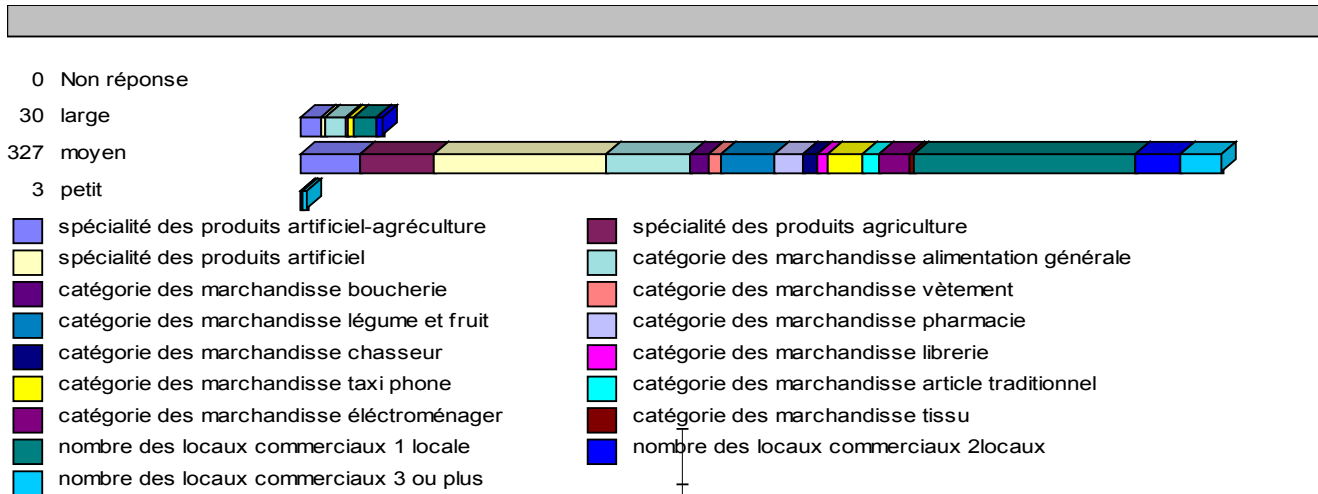 0 Non réponse
30 large
327 moyen
3 petit
spécialité des produits artificiel-agréculture
spécialité des produits agriculture
spécialité des produits artificiel
catégorie des marchandisse alimentation générale
catégorie des marchandisse boucherie
catégorie des marchandisse vètement
catégorie des marchandisse légume et fruit
catégorie des marchandisse pharmacie
catégorie des marchandisse chasseur
catégorie des marchandisse librerie
catégorie des marchandisse taxi phone
catégorie des marchandisse article traditionnel
catégorie des marchandisse éléctroménager
catégorie des marchandisse tissu
nombre des locaux commerciaux 1 locale
nombre des locaux commerciaux 2locaux
nombre des locaux commerciaux 3 ou plus